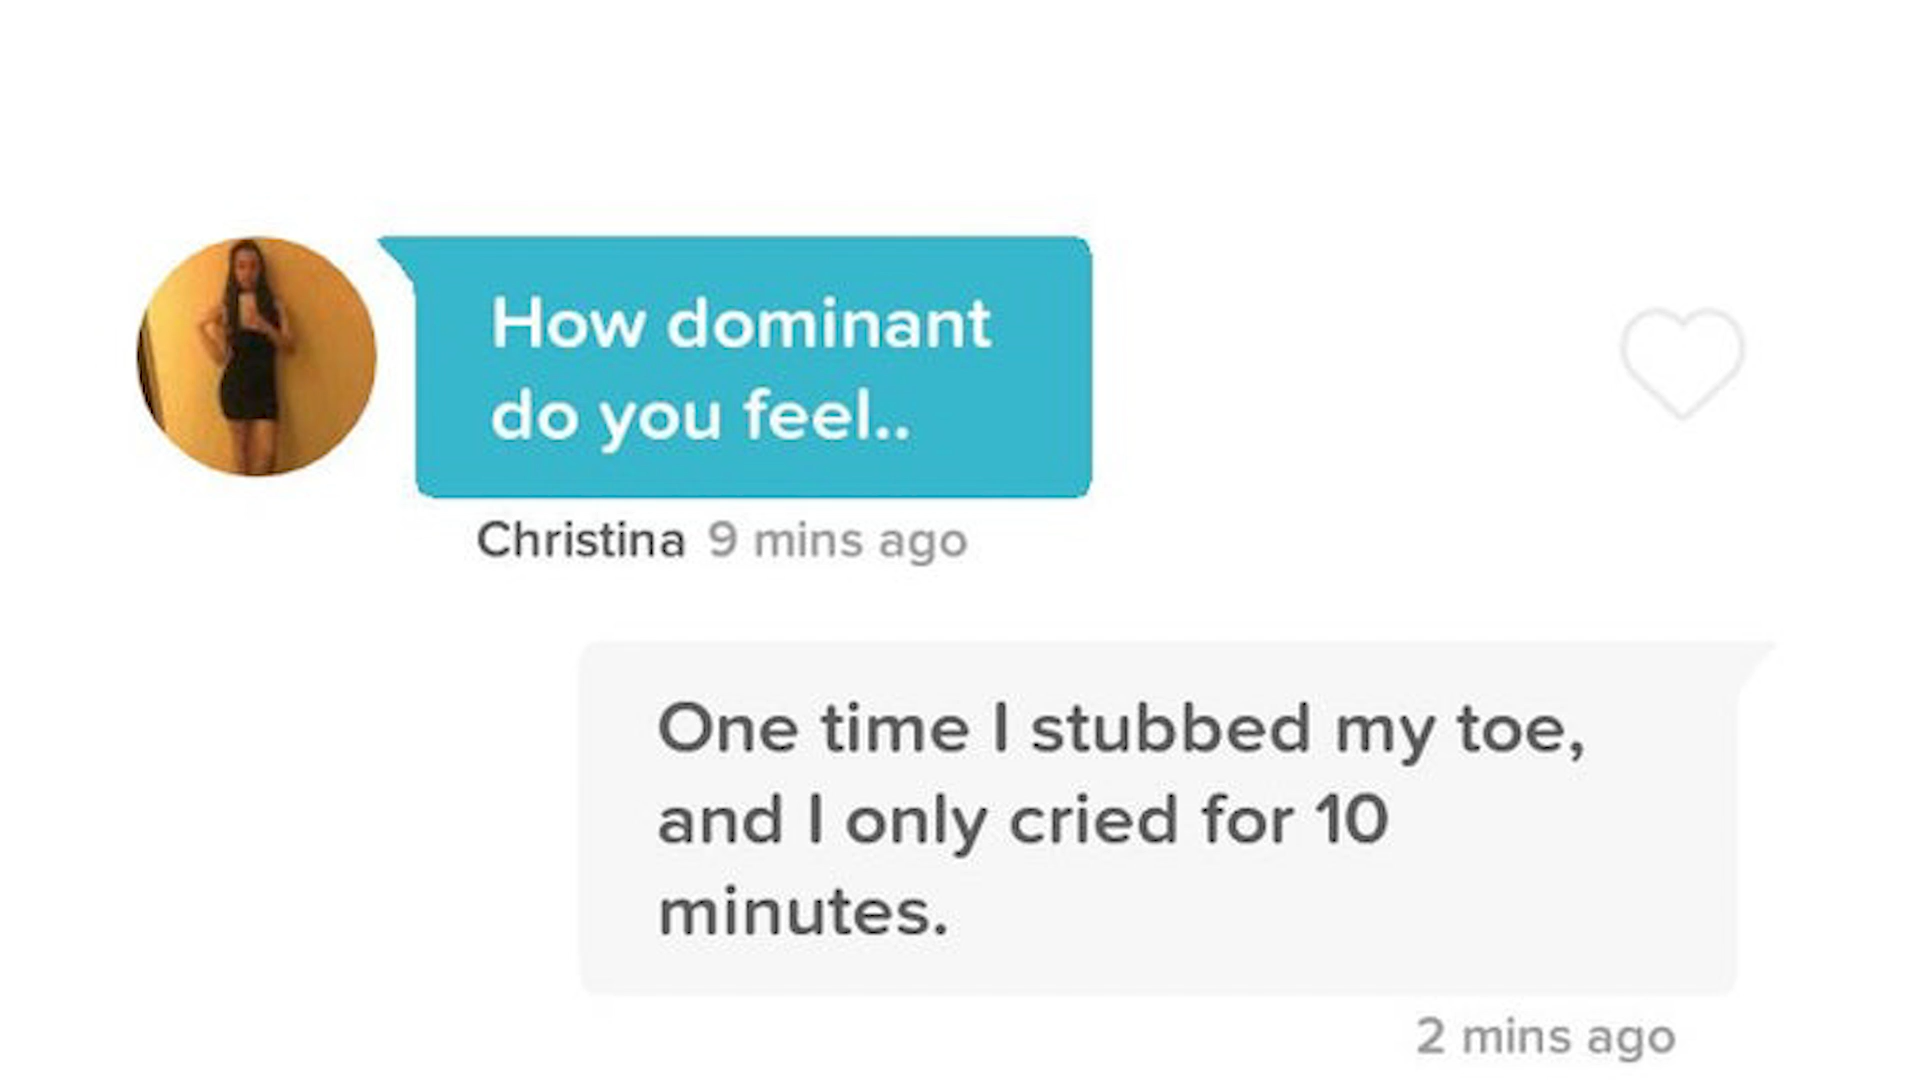 How dominant
do you feel..
Christina 9 mins ago
One time I stubbed my toe,
and I only cried for 10
minutes.
2 mins ago